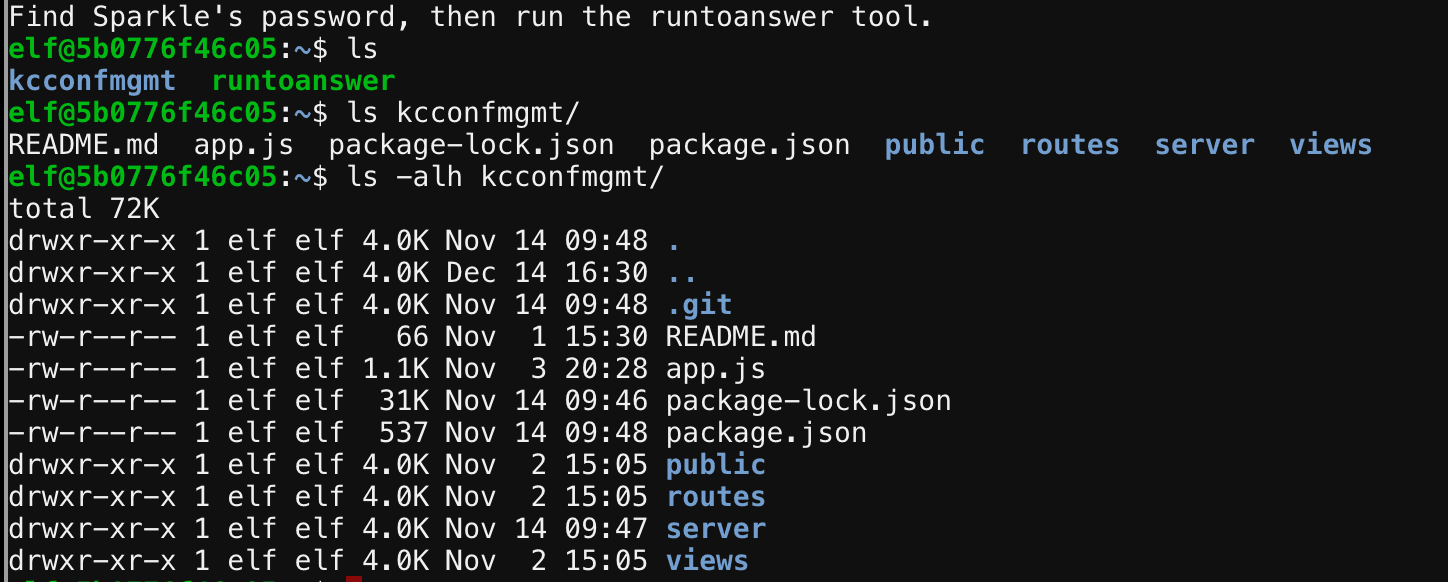 Find Sparkle's password, then run the runtoanswer tool.
elf@5b0776f46c05:~$ ls
kcconfmgmt  runtoanswer
elf@5b0776f46c05:~$ ls kcconfmgmt/
README.md  app.js  package-lock.json  package.json  public  routes  server  views
elf@5b0776f46c05:~$ ls -alh kcconfmgmt/
total 72K
drwxr-xr-x 1 elf elf 4.0K Nov 14 09:48 .
drwxr-xr-x 1 elf elf 4.0K Dec 14 16:30 ..
drwxr-xr-x 1 elf elf 4.0K Nov 14 09:48 .git
-rw-r--r-- 1 elf elf   66 Nov  1 15:30 README.md
-rw-r--r-- 1 elf elf 1.1K Nov  3 20:28 app.js
-rw-r--r-- 1 elf elf  31K Nov 14 09:46 package-lock.json
-rw-r--r-- 1 elf elf  537 Nov 14 09:48 package.json
drwxr-xr-x 1 elf elf 4.0K Nov  2 15:05 public
drwxr-xr-x 1 elf elf 4.0K Nov  2 15:05 routes
drwxr-xr-x 1 elf elf 4.0K Nov 14 09:47 server
drwxr-xr-x 1 elf elf 4.0K Nov  2 15:05 views